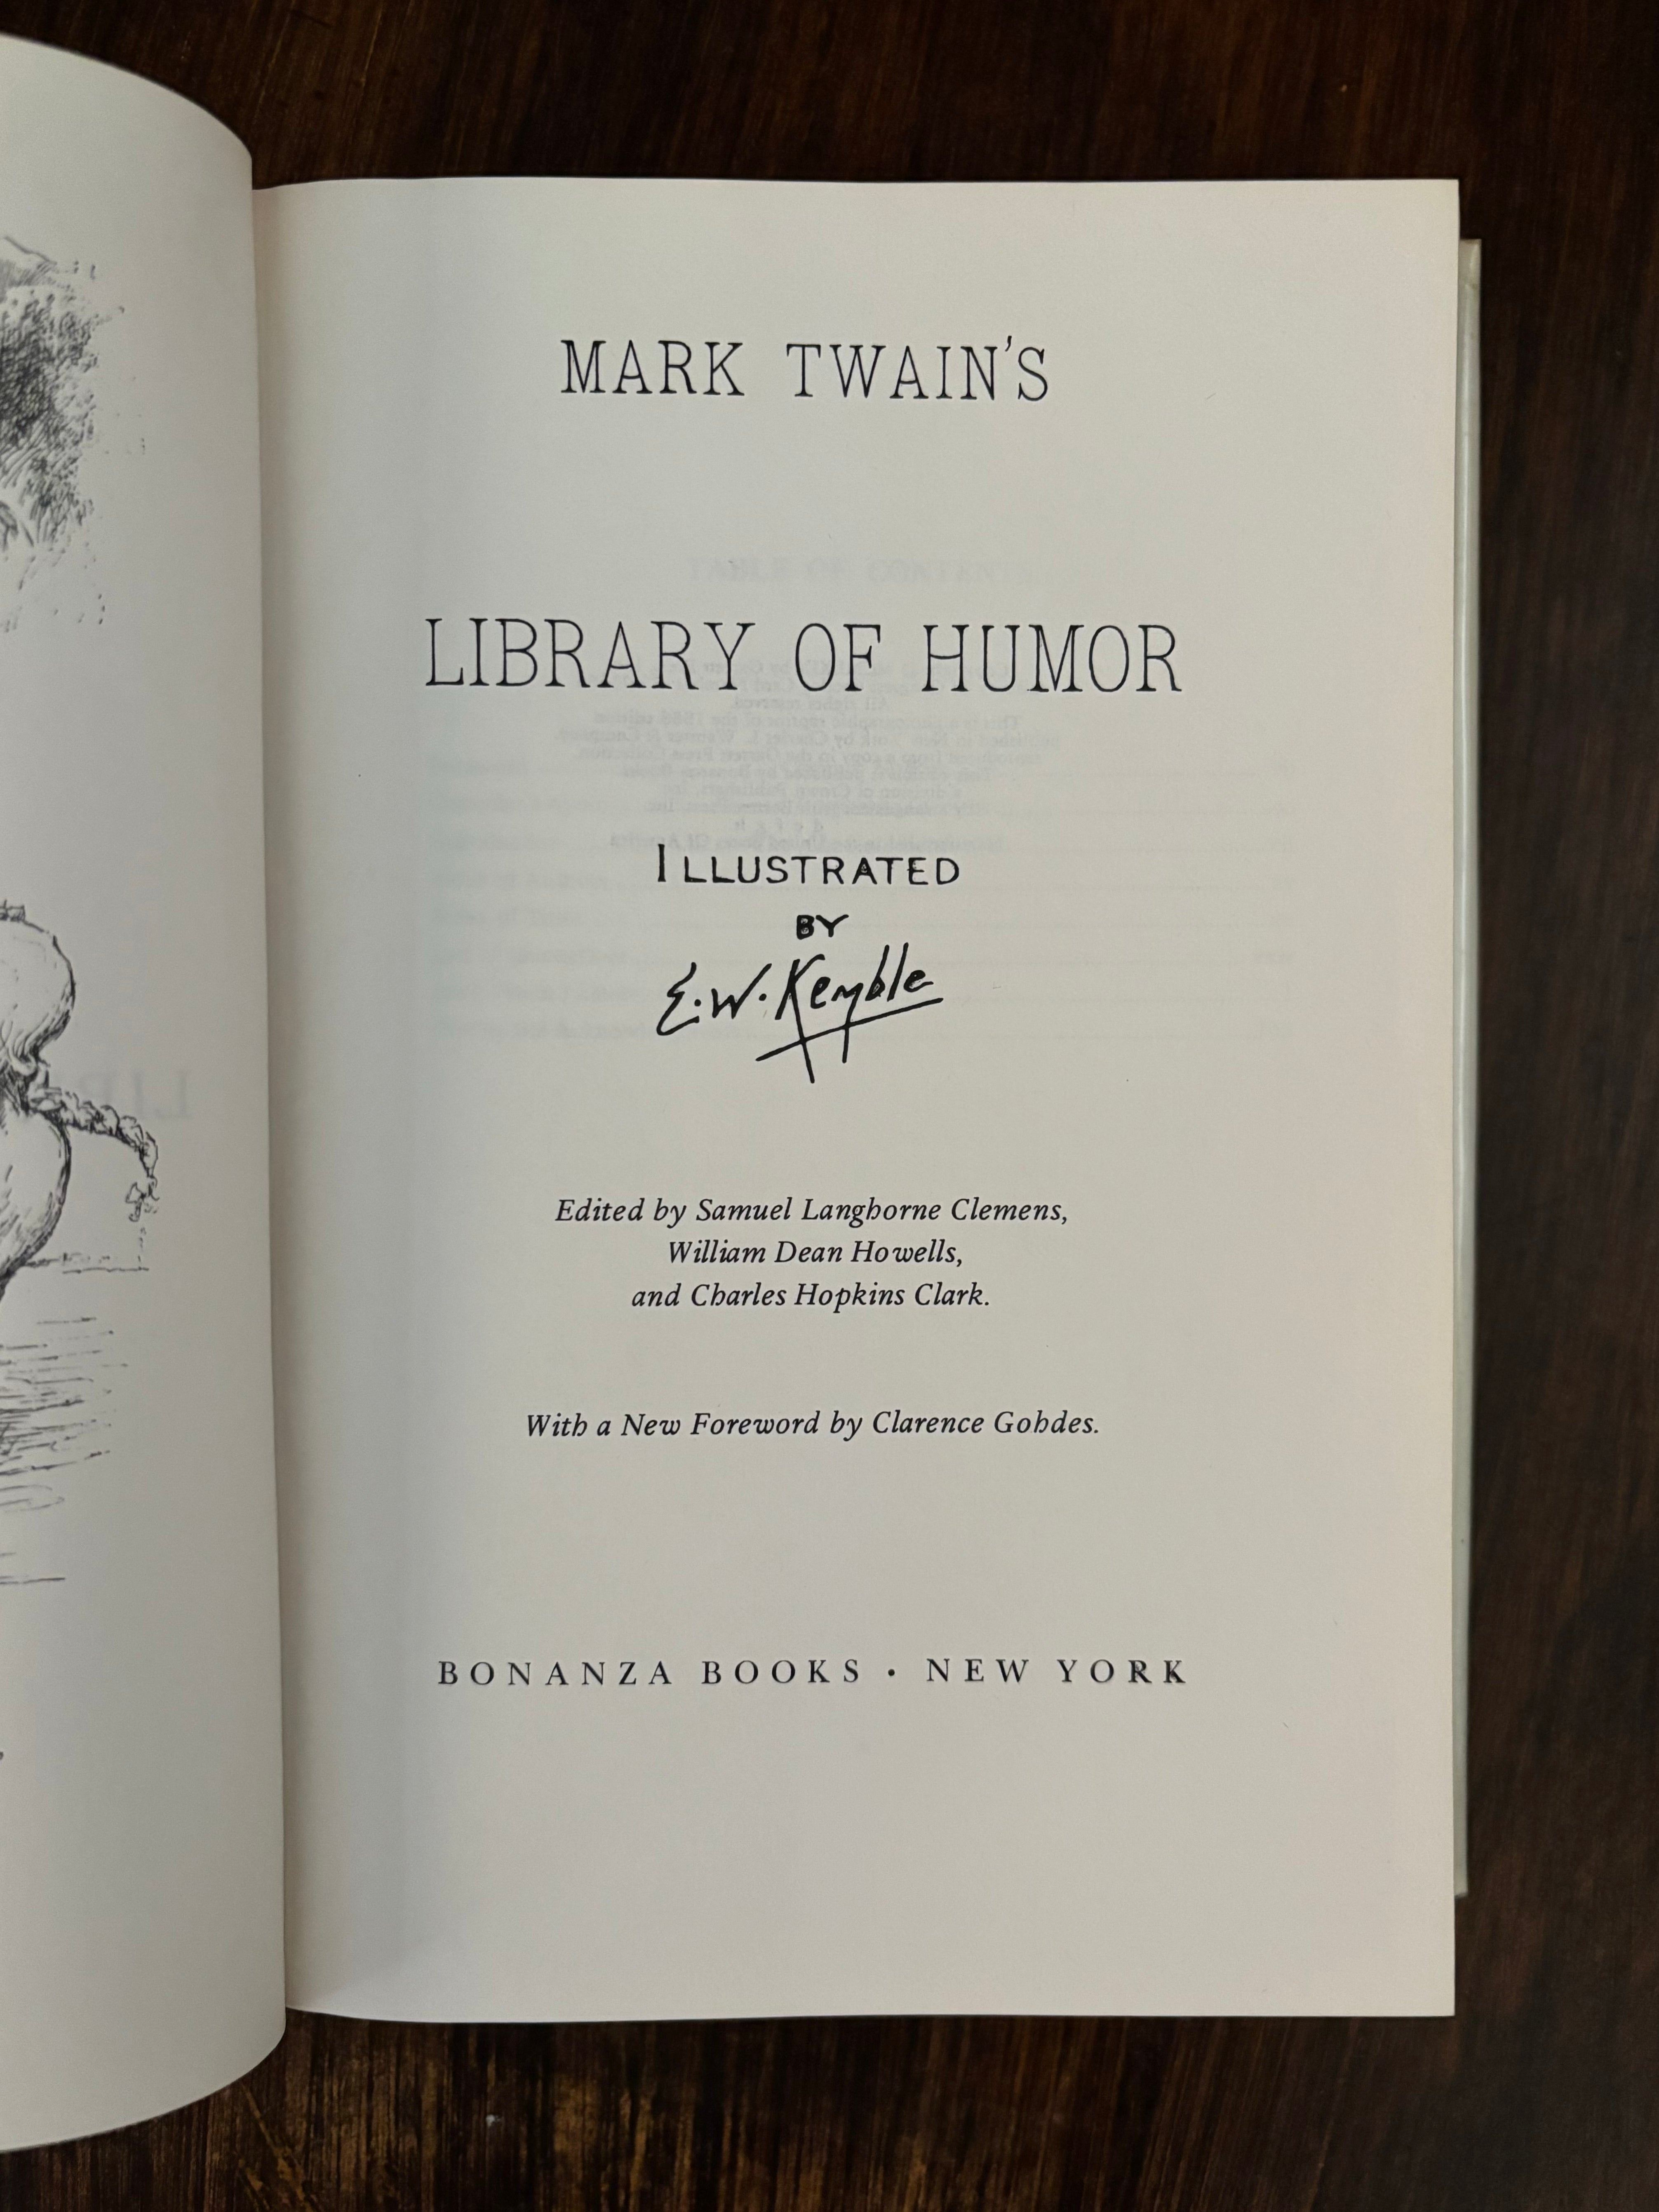 MARK TWAIN'S
LIBRARY OF HUMOR
ILLUSTRATED
BY
E.W. Kemble
Edited by Samuel Langhorne Clemens,
William Dean Howells,
and Charles Hopkins Clark.
With a New Foreword by Clarence Gohdes.
BONANZA BOOKS · NEW YORK